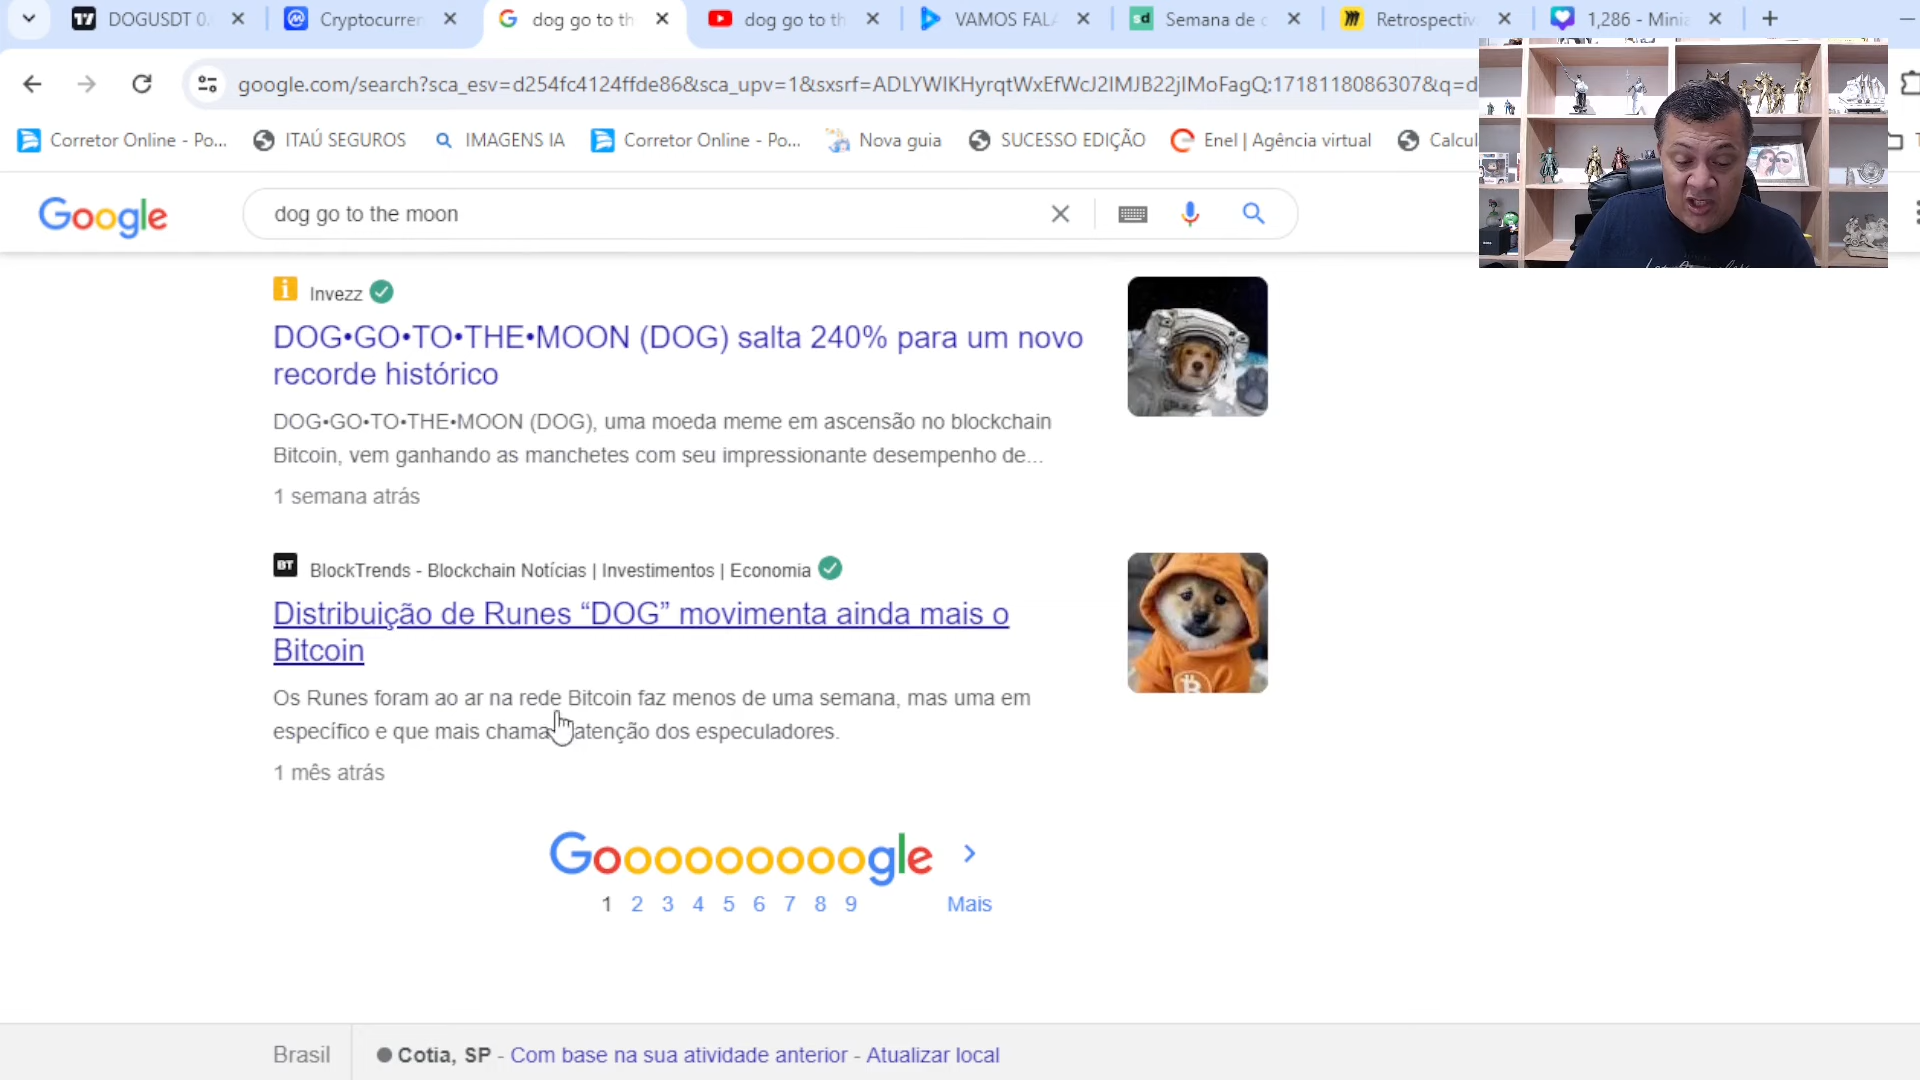 DOGUSDT 0.
Cryptocurren
dog go to th
dog go to th
VAMOS FALA
Semana de c
Retrospectiv
1,286 - Minia
google.com/search?sca_esv=d254fc4124ffde86&sca_upv=1&sxsrf=ADLYWIKHyrqtWxEfWcJ2IMJB22jIMoFagQ:1718118086307&q=d
Corretor Online - Po...
ITAÚ SEGUROS
IMAGENS IA
Corretor Online - Po...
Nova guia
SUCESSO EDIÇÃO
Enel | Agência virtual
Calcul
Google
dog go to the moon
Invezz
DOG•GO•TO•THE•MOON (DOG) salta 240% para um novo
recorde histórico
DOG•GO•TO•THE•MOON (DOG), uma moeda meme em ascensão no blockchain
Bitcoin, vem ganhando as manchetes com seu impressionante desempenho de...
1 semana atrás
BT
BlockTrends - Blockchain Notícias | Investimentos | Economia
Distribuição de Runes “DOG” movimenta ainda mais o
Bitcoin
Os Runes foram ao ar na rede Bitcoin faz menos de uma semana, mas uma em
específico e que mais chama atenção dos especuladores.
1 mês atrás
Goooooooooogle
1 2 3 4 5 6 7 8 9 Mais
Brasil
Cotia, SP - Com base na sua atividade anterior - Atualizar local